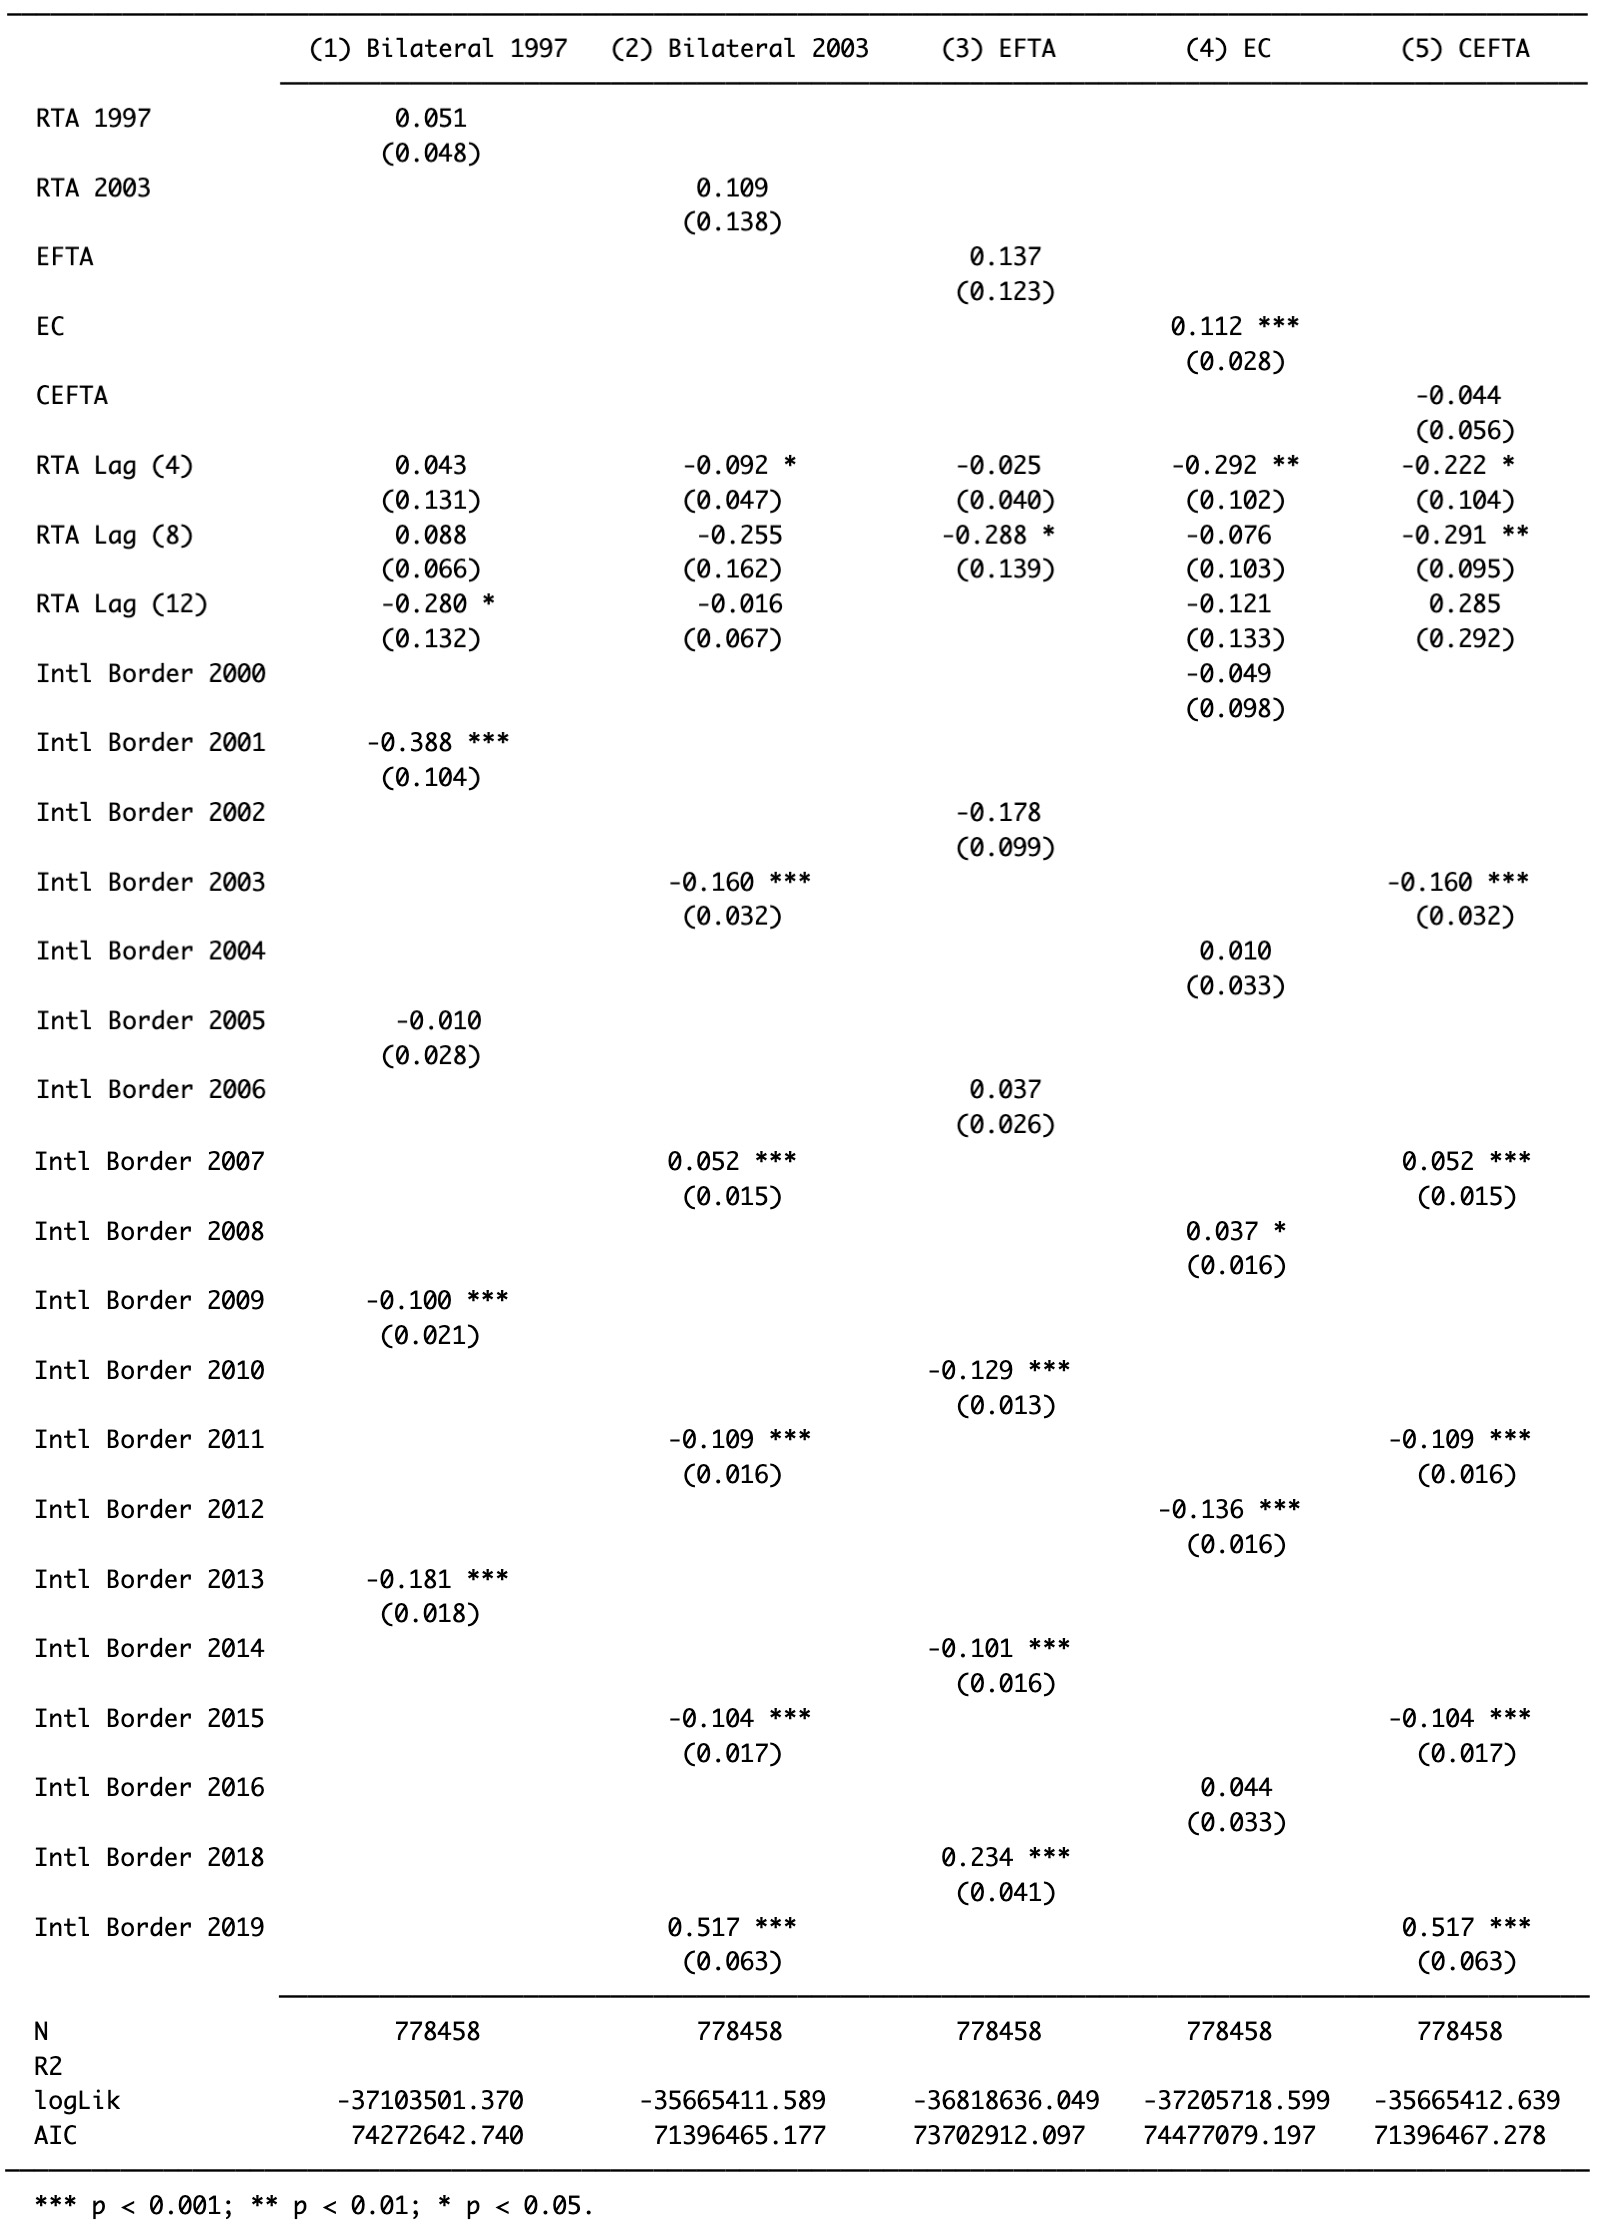 (1) Bilateral 1997 (2) Bilateral 2003 (3) EFTA (4) EC (5) CEFTA
RTA 1997 0.051
(0.048)
RTA 2003 0.109
(0.138)
EFTA 0.137
(0.123)
EC 0.112 ***
(0.028)
CEFTA -0.044
(0.056)
RTA Lag (4) 0.043 -0.092 * -0.025 -0.292 ** -0.222 *
(0.131) (0.047) (0.040) (0.102) (0.104)
RTA Lag (8) 0.088 -0.255 -0.288 * -0.076 -0.291 **
(0.066) (0.162) (0.139) (0.103) (0.095)
RTA Lag (12) -0.280 * -0.016 -0.121 0.285
(0.132) (0.067) (0.133) (0.292)
Intl Border 2000 -0.049
(0.098)
Intl Border 2001 -0.388 ***
(0.104)
Intl Border 2002 -0.178
(0.099)
Intl Border 2003 -0.160 *** -0.160 ***
(0.032) (0.032)
Intl Border 2004 0.010
(0.033)
Intl Border 2005 -0.010
(0.028)
Intl Border 2006 0.037
(0.026)
Intl Border 2007 0.052 *** 0.052 ***
(0.015) (0.015)
Intl Border 2008 0.037 *
(0.016)
Intl Border 2009 -0.100 ***
(0.021)
Intl Border 2010 -0.129 ***
(0.013)
Intl Border 2011 -0.109 *** -0.109 ***
(0.016) (0.016)
Intl Border 2012 -0.136 ***
(0.016)
Intl Border 2013 -0.181 ***
(0.018)
Intl Border 2014 -0.101 ***
(0.016)
Intl Border 2015 -0.104 *** -0.104 ***
(0.017) (0.017)
Intl Border 2016 0.044
(0.033)
Intl Border 2018 0.234 ***
(0.041)
Intl Border 2019 0.517 *** 0.517 ***
(0.063) (0.063)
N 778458 778458 778458 778458 778458
R2
logLik -37103501.370 -35665411.589 -36818636.049 -37205718.599 -35665412.639
AIC 74272642.740 71396465.177 73702912.097 74477079.197 71396467.278
*** p < 0.001; ** p < 0.01; * p < 0.05.